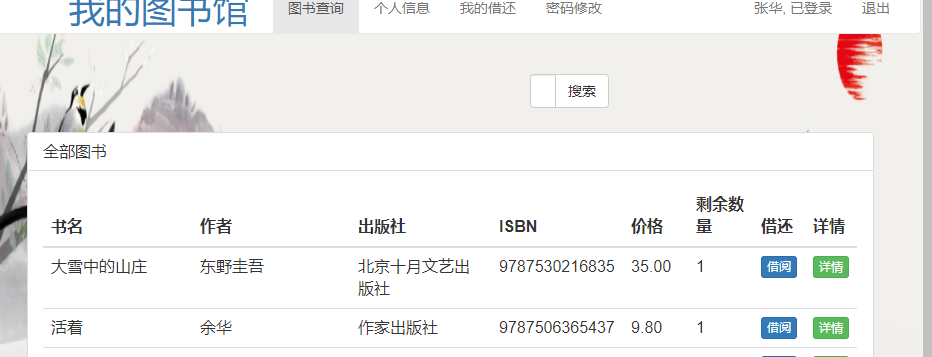 我的图书馆 图书查询 个人信息 我的借还 密码修改 张华, 已登录 退出
搜索
全部图书
书名 作者 出版社 ISBN 价格 剩余数量 借还 详情
大雪中的山庄 东野圭吾 北京十月文艺出版社 9787530216835 35.00 1 借阅 详情
活着 余华 作家出版社 9787506365437 9.80 1 借阅 详情